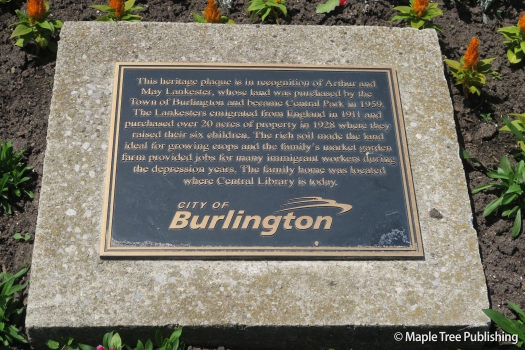 This heritage plaque is in recognition of Arthur and
May Lankester, whose land was purchased by the
Town of Burlington and became Central Park in 1959.
The Lankesters emigrated from England in 1911 and
purchased over 20 acres of property in 1928 where they
raised their six children. The rich soil made the land
ideal for growing crops and the family's market garden
farm provided jobs for many immigrant workers during
the depression years. The family home was located
where Central Library is today.
CITY OF
Burlington
© Maple Tree Publishing